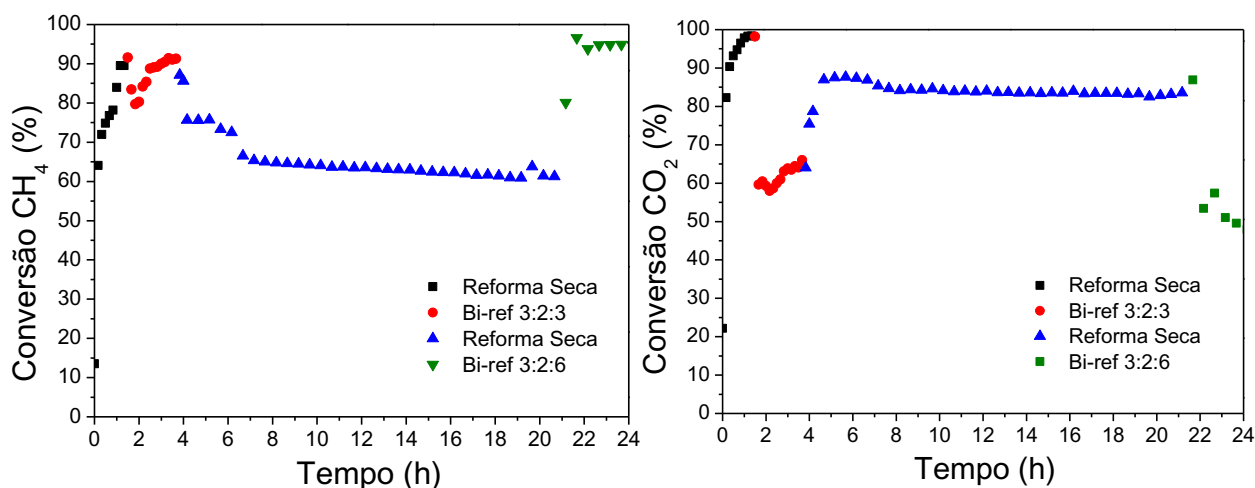 Conversão CH4 (%)
100
90
80
70
60
50
40
30
20
10
0
0 2 4 6 8 10 12 14 16 18 20 22 24
Tempo (h)
Reforma Seca
Bi-ref 3:2:3
Reforma Seca
Bi-ref 3:2:6
Conversão CO2 (%)
100
90
80
70
60
50
40
30
20
10
0
0 2 4 6 8 10 12 14 16 18 20 22 24
Tempo (h)
Reforma Seca
Bi-ref 3:2:3
Reforma Seca
Bi-ref 3:2:6